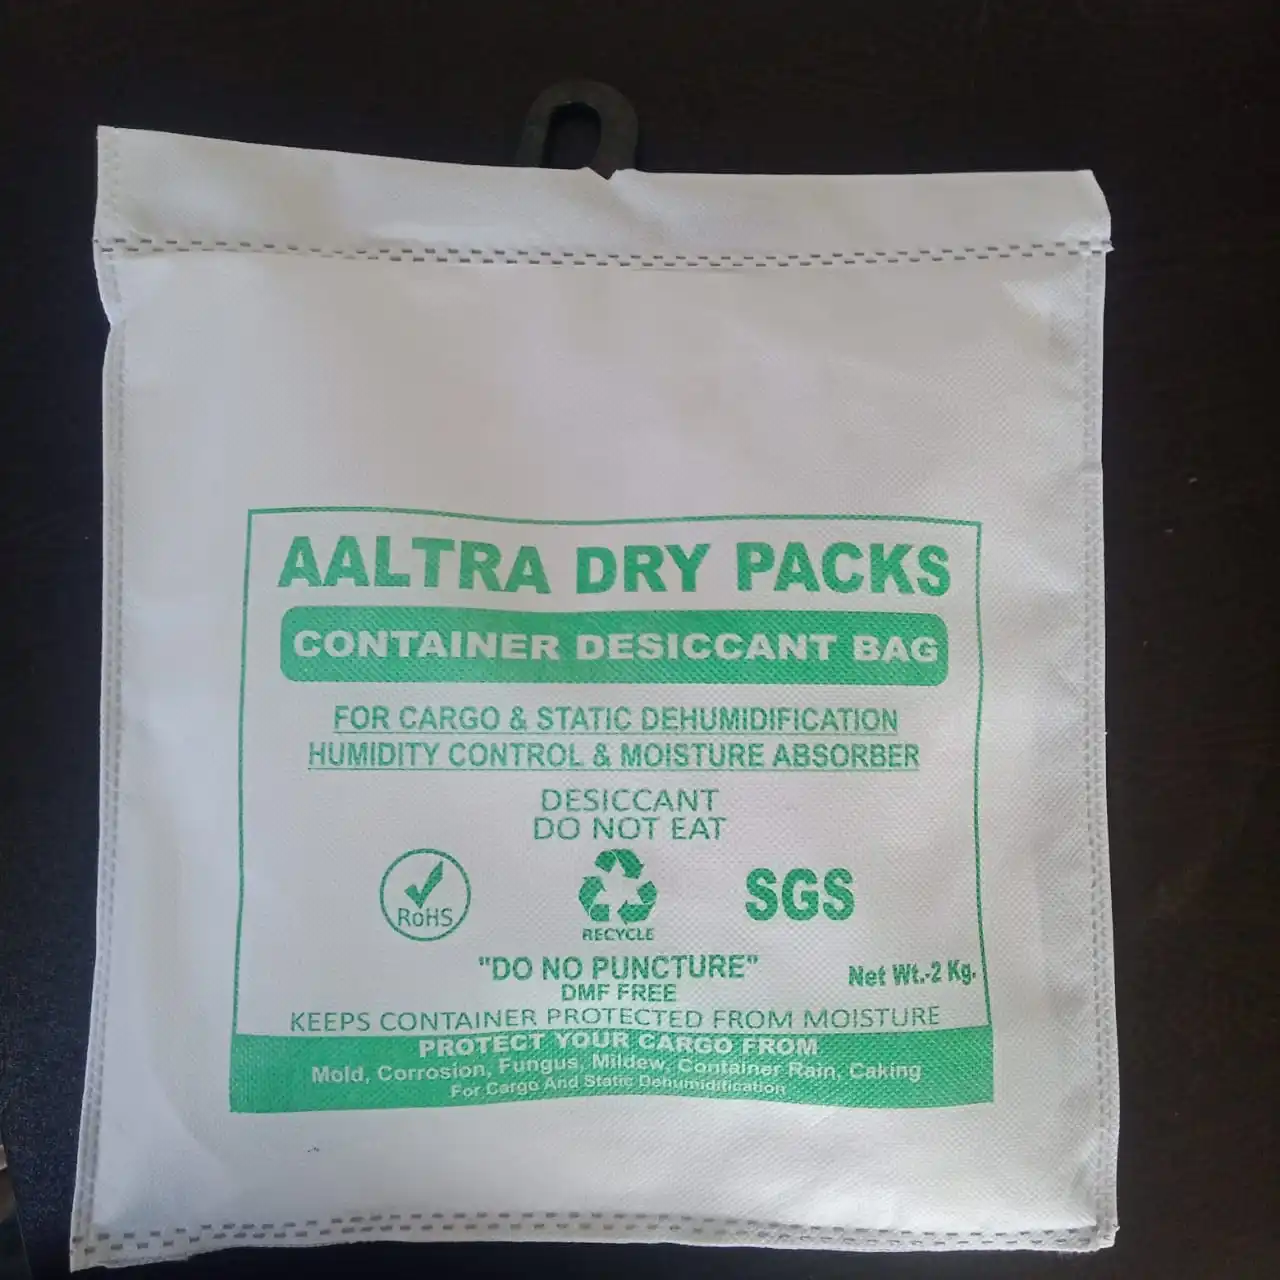 AALTRA DRY PACKS
CONTAINER DESICCANT BAG
FOR CARGO & STATIC DEHUMIDIFICATION
HUMIDITY CONTROL & MOISTURE ABSORBER
DESICCANT
DO NOT EAT
RoHS
RECYCLE
SGS
"DO NO PUNCTURE"
Net Wt.-2 Kg.
DMF FREE
KEEPS CONTAINER PROTECTED FROM MOISTURE
PROTECT YOUR CARGO FROM
Mold, Corrosion, Fungus, Mildew, Container Rain, Caking
For Cargo And Static Dehumidification